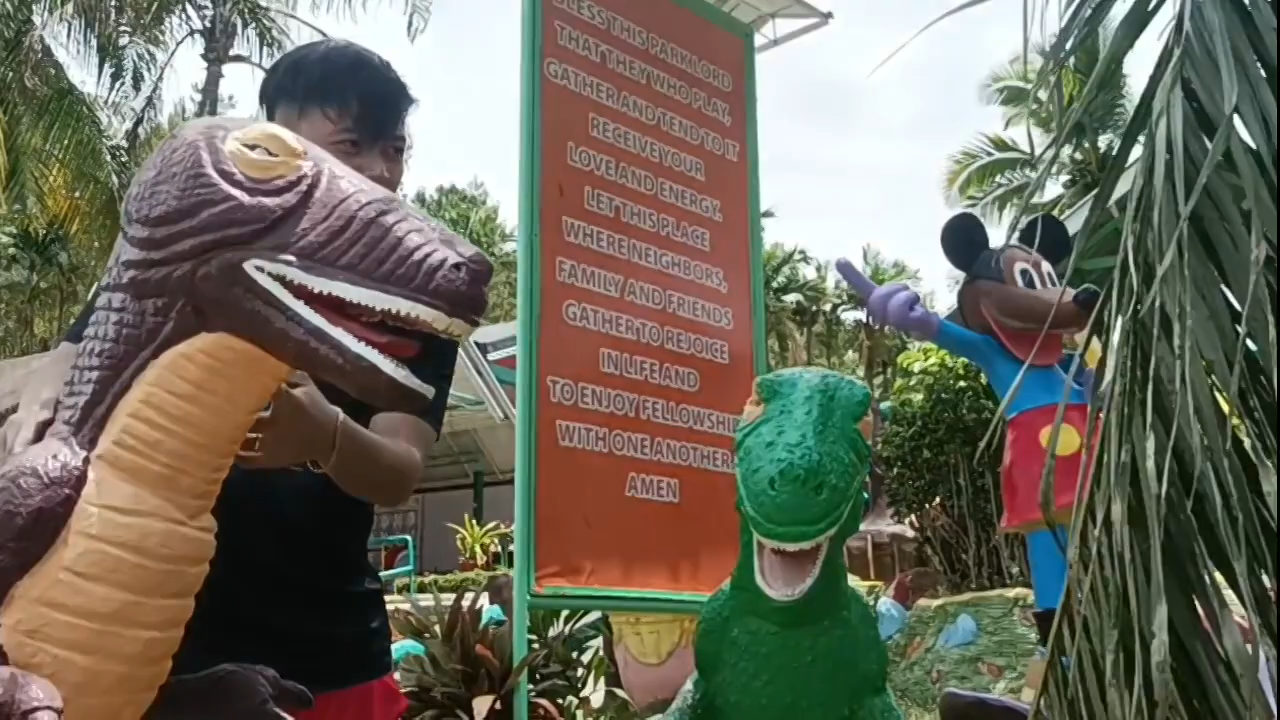 BLESS THIS PARK LORD
THAT THEY WHO PLAY,
GATHER AND TEND TO IT
RECEIVE YOUR
LOVE AND ENERGY.
LET THIS PLACE
WHERE NEIGHBORS,
FAMILY AND FRIENDS
GATHER TO REJOICE
IN LIFE AND
TO ENJOY FELLOWSHIP
WITH ONE ANOTHER
AMEN